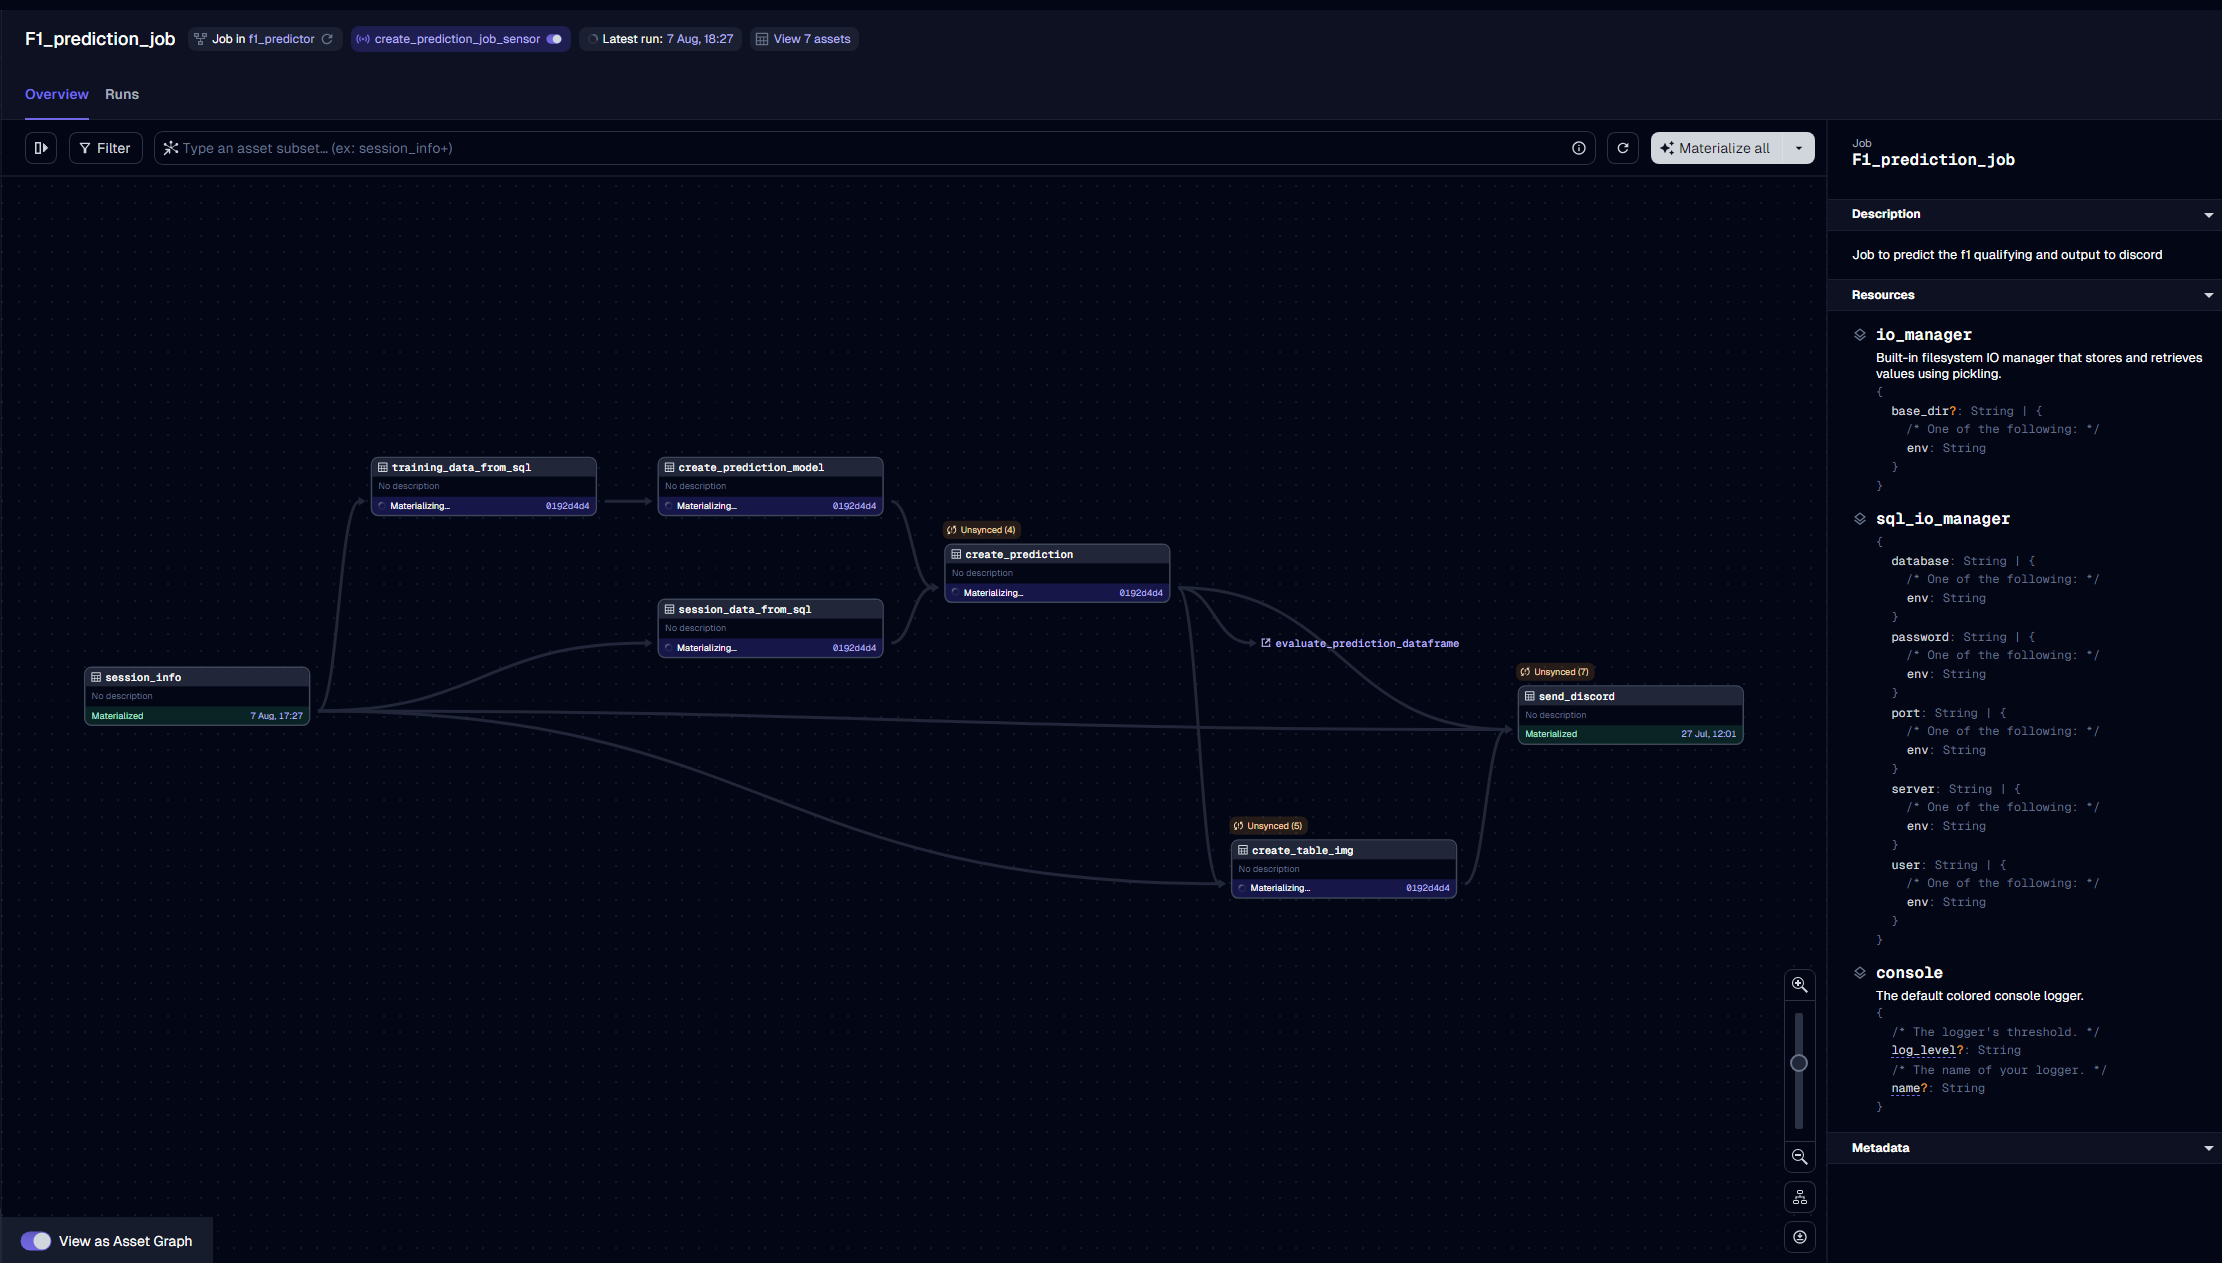 F1_prediction_job
Job in f1_predictor
create_prediction_job_sensor
Latest run: 7 Aug, 18:27
View 7 assets
Overview
Runs
Filter
Type an asset subset… (ex: session_info+)
Materialize all
training_data_from_sql
No description
Materializing...
0192d4d4
create_prediction_model
No description
Materializing...
0192d4d4
Unsynced (4)
create_prediction
No description
Materializing...
0192d4d4
session_data_from_sql
No description
Materializing...
0192d4d4
evaluate_prediction_dataframe
session_info
No description
Materialized
7 Aug, 17:27
Unsynced (7)
send_discord
No description
Materialized
27 Jul, 12:01
Unsynced (5)
create_table_img
No description
Materializing...
0192d4d4
View as Asset Graph
Job
F1_prediction_job
Description
Job to predict the f1 qualifying and output to discord
Resources
io_manager
Built-in filesystem IO manager that stores and retrieves
values using pickling.
{
base_dir?: String | {
/* One of the following: */
env: String
}
}
sql_io_manager
{
database: String | {
/* One of the following: */
env: String
}
password: String | {
/* One of the following: */
env: String
}
port: String | {
/* One of the following: */
env: String
}
server: String | {
/* One of the following: */
env: String
}
user: String | {
/* One of the following: */
env: String
}
}
console
The default colored console logger.
{
/* The logger's threshold. */
log_level?: String
/* The name of your logger. */
name?: String
}
Metadata